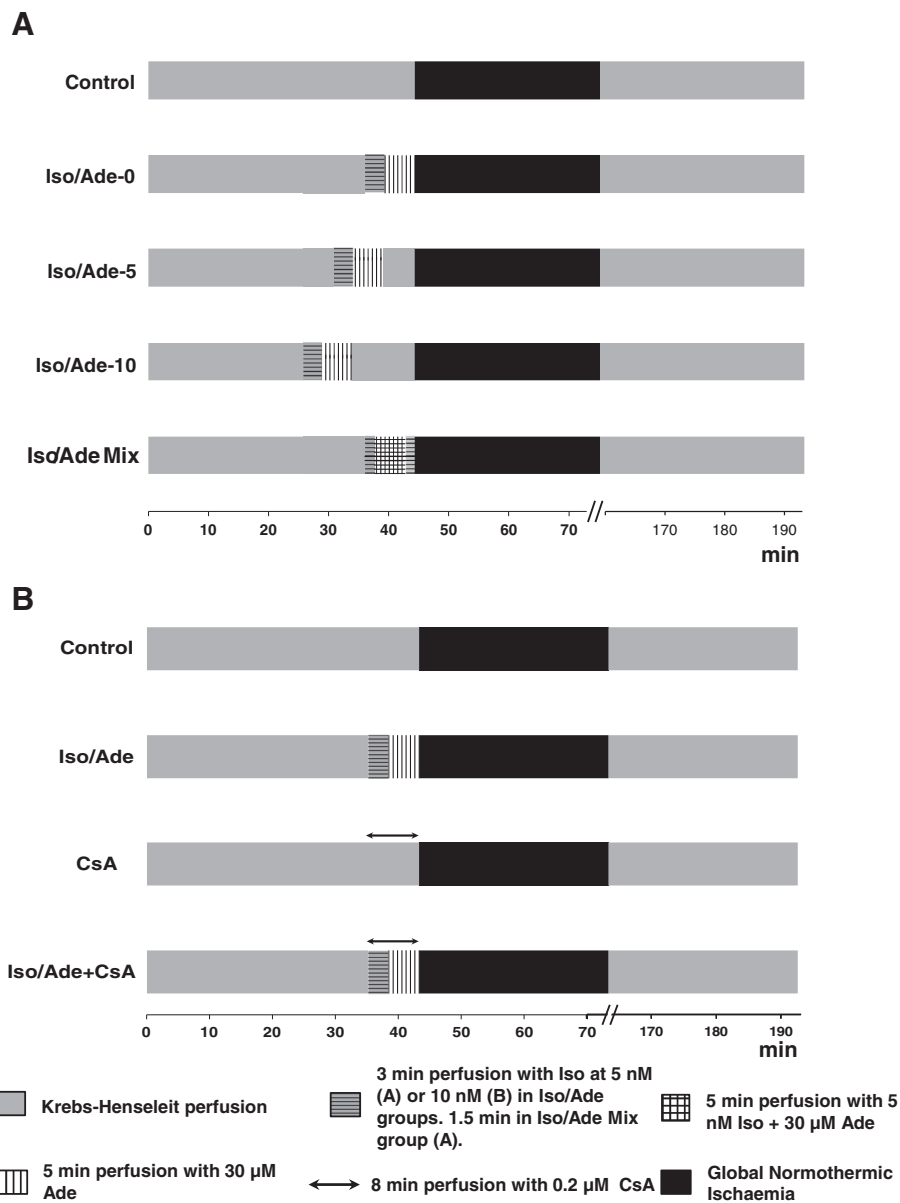 A
Control
Iso/Ade-0
Iso/Ade-5
Iso/Ade-10
Iso/Ade Mix
0 10 20 30 40 50 60 70 170 180 190
min
B
Control
Iso/Ade
CsA
Iso/Ade+CsA
0 10 20 30 40 50 60 70 170 180 190
min
Krebs-Henseleit perfusion
3 min perfusion with Iso at 5 nM
(A) or 10 nM (B) in Iso/Ade
groups. 1.5 min in Iso/Ade Mix
group (A).
5 min perfusion with 5
nM Iso + 30 µM Ade
5 min perfusion with 30 µM
Ade
8 min perfusion with 0.2 µM CsA
Global Normothermic
Ischaemia